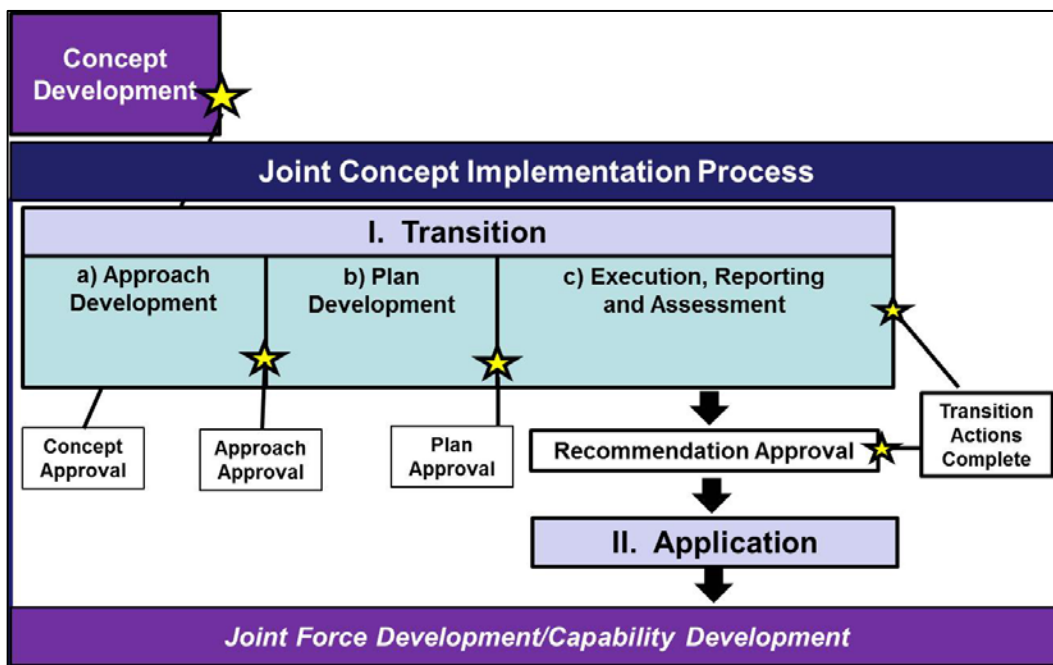 Concept
Development
Joint Concept Implementation Process
I. Transition
a) Approach
Development
b) Plan
Development
c) Execution, Reporting
and Assessment
Concept
Approval
Approach
Approval
Plan
Approval
Recommendation Approval
Transition
Actions
Complete
II. Application
Joint Force Development/Capability Development